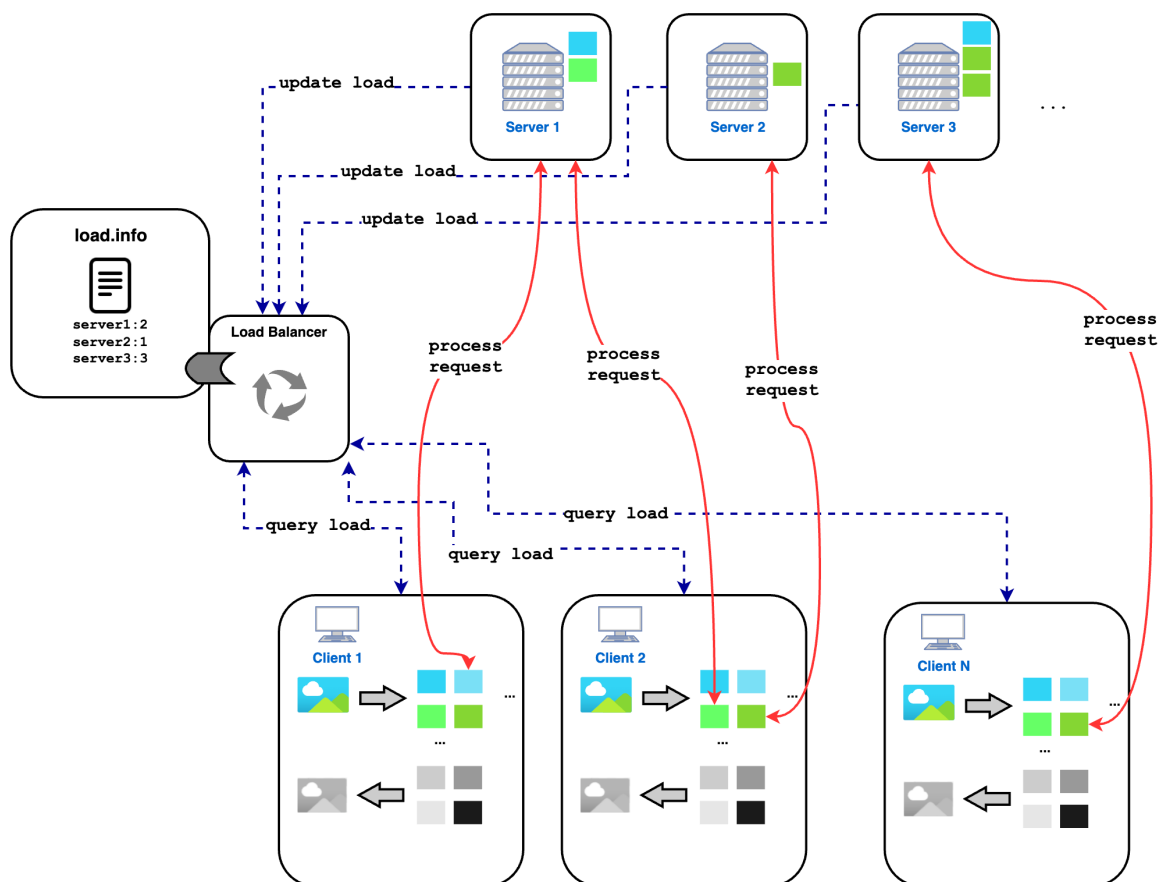 Server 1
Server 2
Server 3
...
update load
update load
update load
load.info
server1:2
server2:1
server3:3
Load Balancer
process
request
process
request
process
request
process
request
query load
query load
query load
Client 1
...
...
Client 2
...
...
Client N
...
...